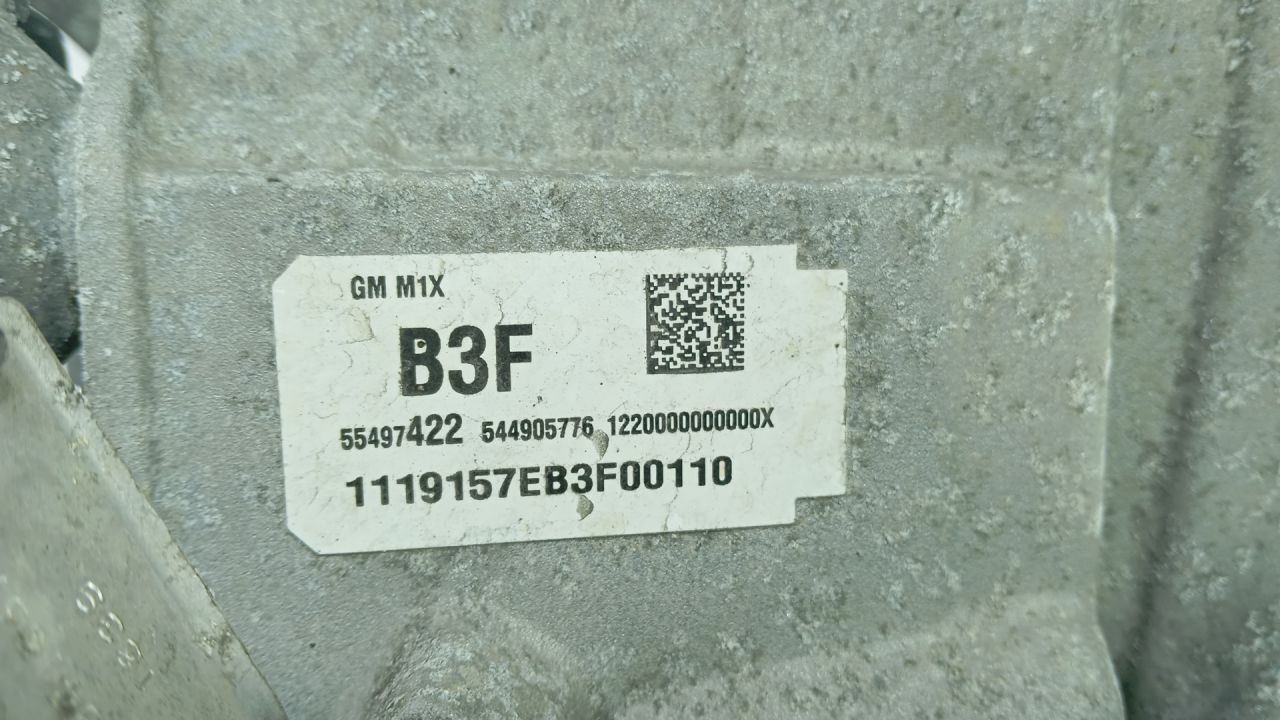 GM M1X
B3F
55497422 544905776 1220000000000X
1119157EB3F00110